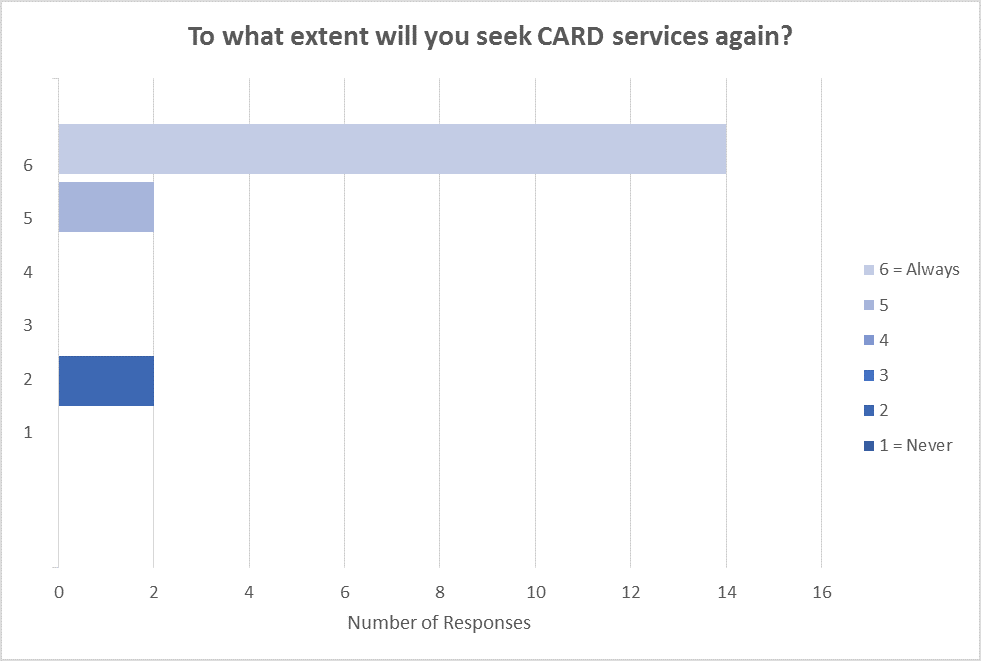 To what extent will you seek CARD services again?
6
5
4
3
2
1
0 2 4 6 8 10 12 14 16
Number of Responses
6 = Always
5
4
3
2
1 = Never